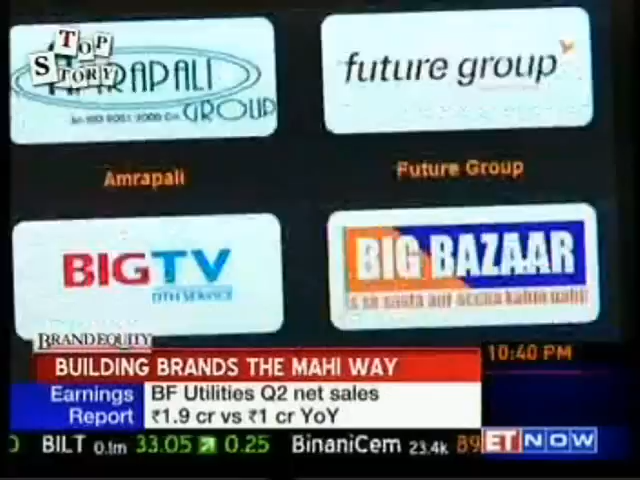 TOP
STORY
AMRAPALI
GROUP
future group
Amrapali
Future Group
BIGTV
DTH SERVICE
BIG BAZAAR
BRANDEQUITY
BUILDING BRANDS THE MAHI WAY
10:40 PM
Earnings
Report
BF Utilities Q2 net sales
₹1.9 cr vs ₹1 cr YoY
BILT 0.1m 33.05 0.25 BinaniCem 23.4k 89
ET NOW